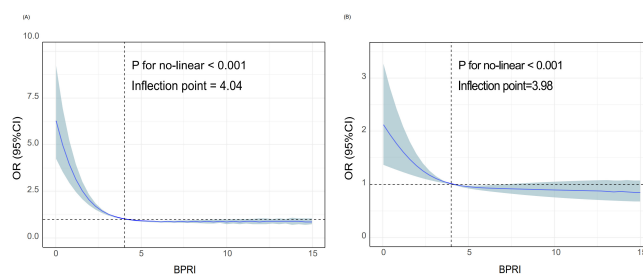 (A)
(B)
10.0
7.5
5.0
2.5
0.0
OR (95%CI)
P for no-linear < 0.001
Inflection point = 4.04
0
5
10
15
BPRI
3
2
1
0
OR (95%CI)
P for no-linear < 0.001
Inflection point=3.98
0
5
10
15
BPRI